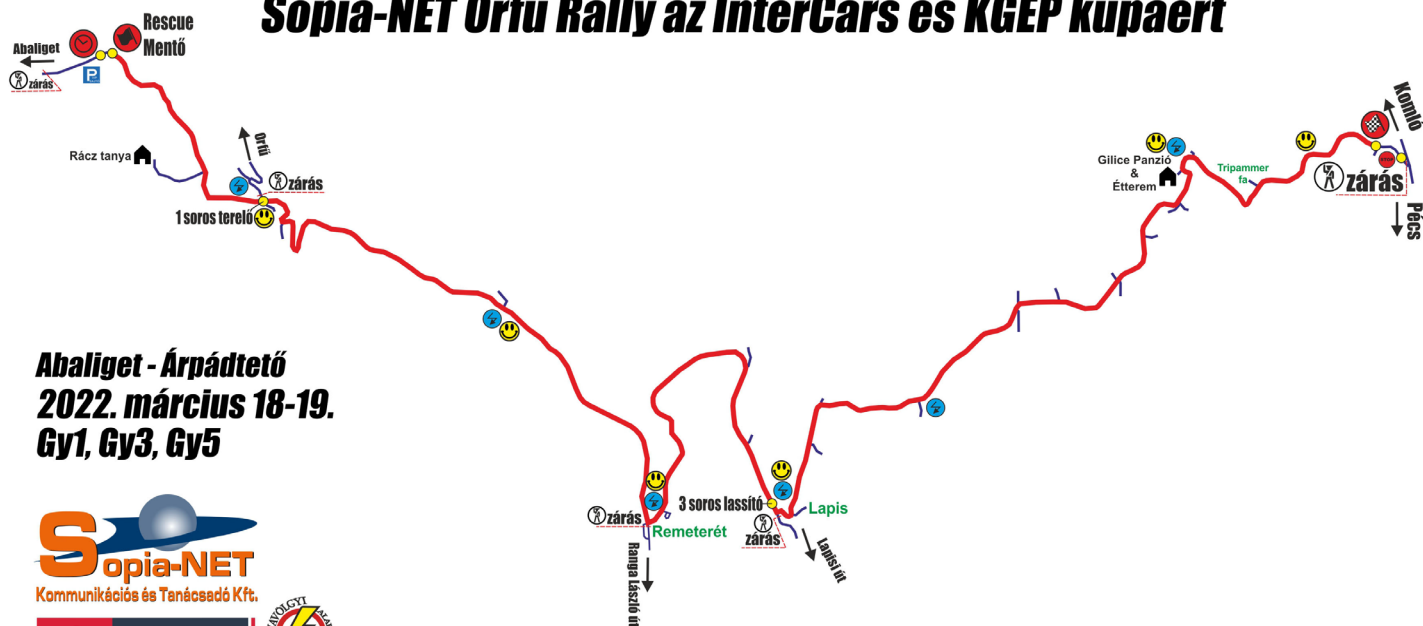 Sopia-NET Orfű Rally az InterCars és KGEP kupáért
Rescue
Mentő
Abaliget
P
zárás
Rácz tanya
Orfű
zárás
1 soros terelő
Komló
Gilice Panzió
&
Étterem
Tripammer
fa
STOP
zárás
Pécs
Abaliget - Árpádtető
2022. március 18-19.
Gy1, Gy3, Gy5
3 soros lassító
Lapis
zárás
Remeterét
zárás
Lapisi út
Ranga László út
Sopia-NET
Kommunikációs és Tanácsadó Kft.